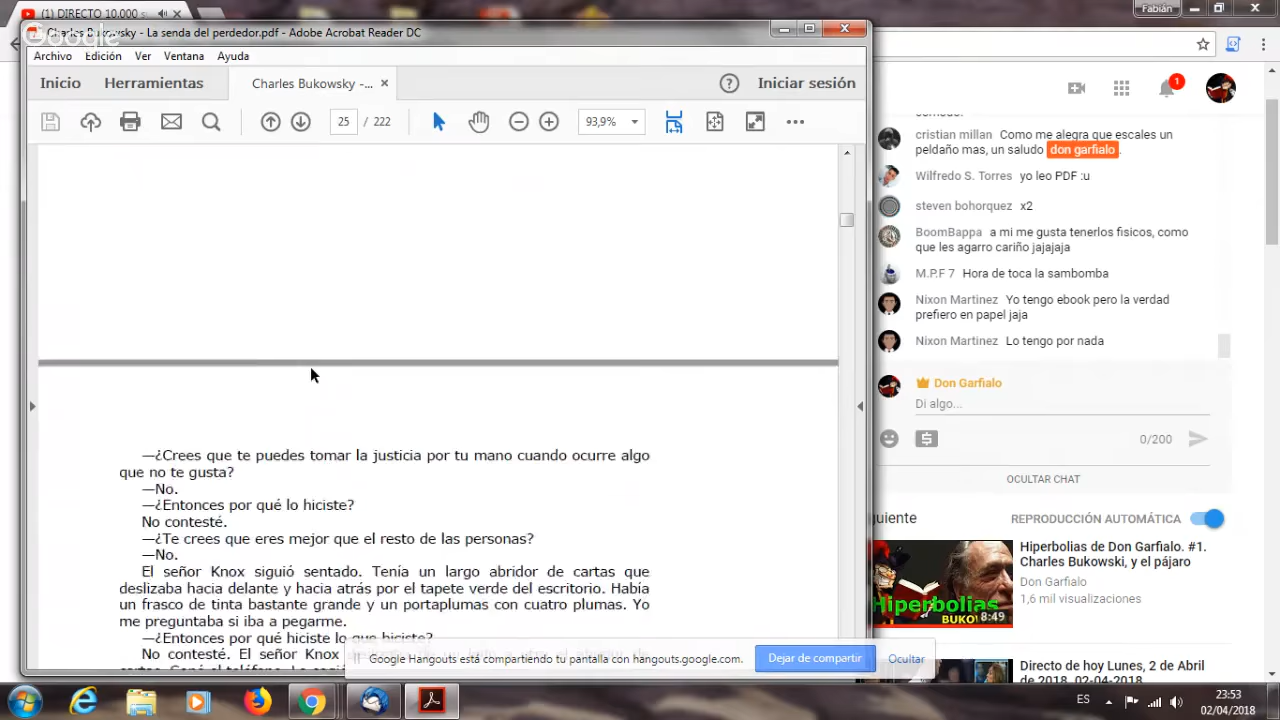 (1) DIRECTO 10.000 s
Fabián
Google
Charles Bukowsky - La senda del perdedor.pdf - Adobe Acrobat Reader DC
Archivo Edición Ver Ventana Ayuda
Inicio Herramientas Charles Bukowsky -... Iniciar sesión
25 / 222 93,9%
—¿Crees que te puedes tomar la justicia por tu mano cuando ocurre algo
que no te gusta?
—No.
—¿Entonces por qué lo hiciste?
No contesté.
—¿Te crees que eres mejor que el resto de las personas?
—No.
El señor Knox siguió sentado. Tenía un largo abridor de cartas que
deslizaba hacia delante y hacia atrás por el tapete verde del escritorio. Había
un frasco de tinta bastante grande y un portaplumas con cuatro plumas. Yo
me preguntaba si iba a pegarme.
—¿Entonces por qué hiciste lo que hiciste?
No contesté. El señor Knox
Google Hangouts está compartiendo tu pantalla con hangouts.google.com.
Dejar de compartir
Ocultar
1
cristian millan Como me alegra que escales un
peldaño mas, un saludo don garfialo .
Wilfredo S. Torres yo leo PDF :u
steven bohorquez x2
BoomBappa a mi me gusta tenerlos fisicos, como
que les agarro cariño jajajaja
M.P.F 7 Hora de toca la sambomba
Nixon Martinez Yo tengo ebook pero la verdad
prefiero en papel jaja
Nixon Martinez Lo tengo por nada
Don Garfialo
Di algo...
0/200
OCULTAR CHAT
guiente REPRODUCCIÓN AUTOMÁTICA
Hiperbolias
BUKO
8:49
Hiperbolias de Don Garfialo. #1.
Charles Bukowski, y el pájaro
Don Garfialo
1,6 mil visualizaciones
Directo de hoy Lunes, 2 de Abril
de 2018. 02-04-2018
ES
23:53
02/04/2018